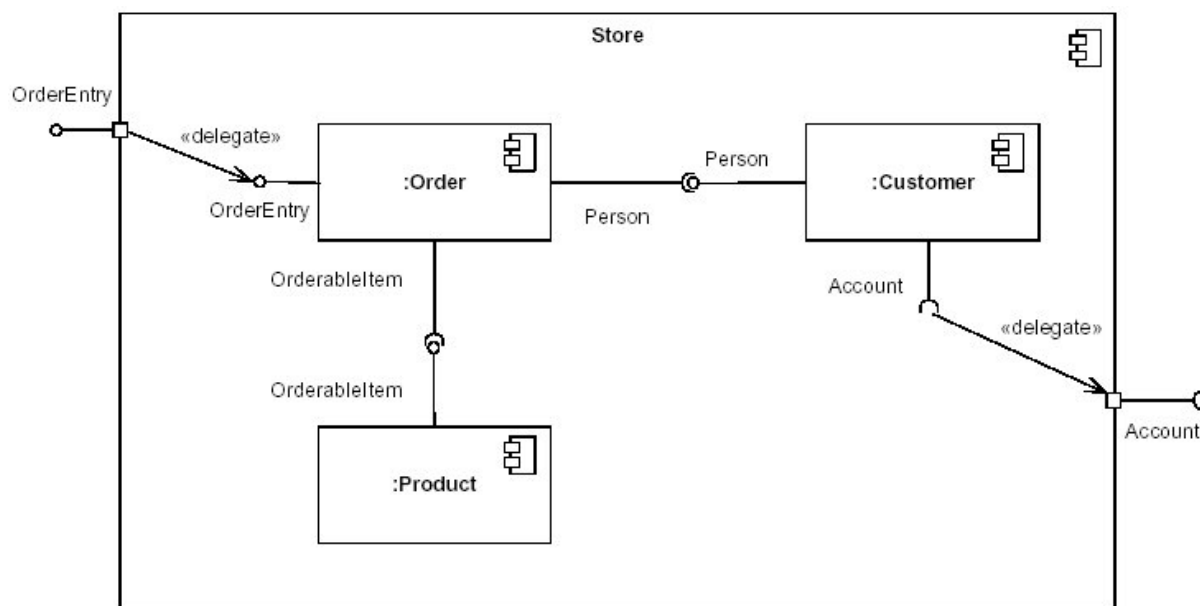 Store
OrderEntry
«delegate»
OrderEntry
:Order
Person
Person
:Customer
OrderableItem
OrderableItem
:Product
Account
«delegate»
Account